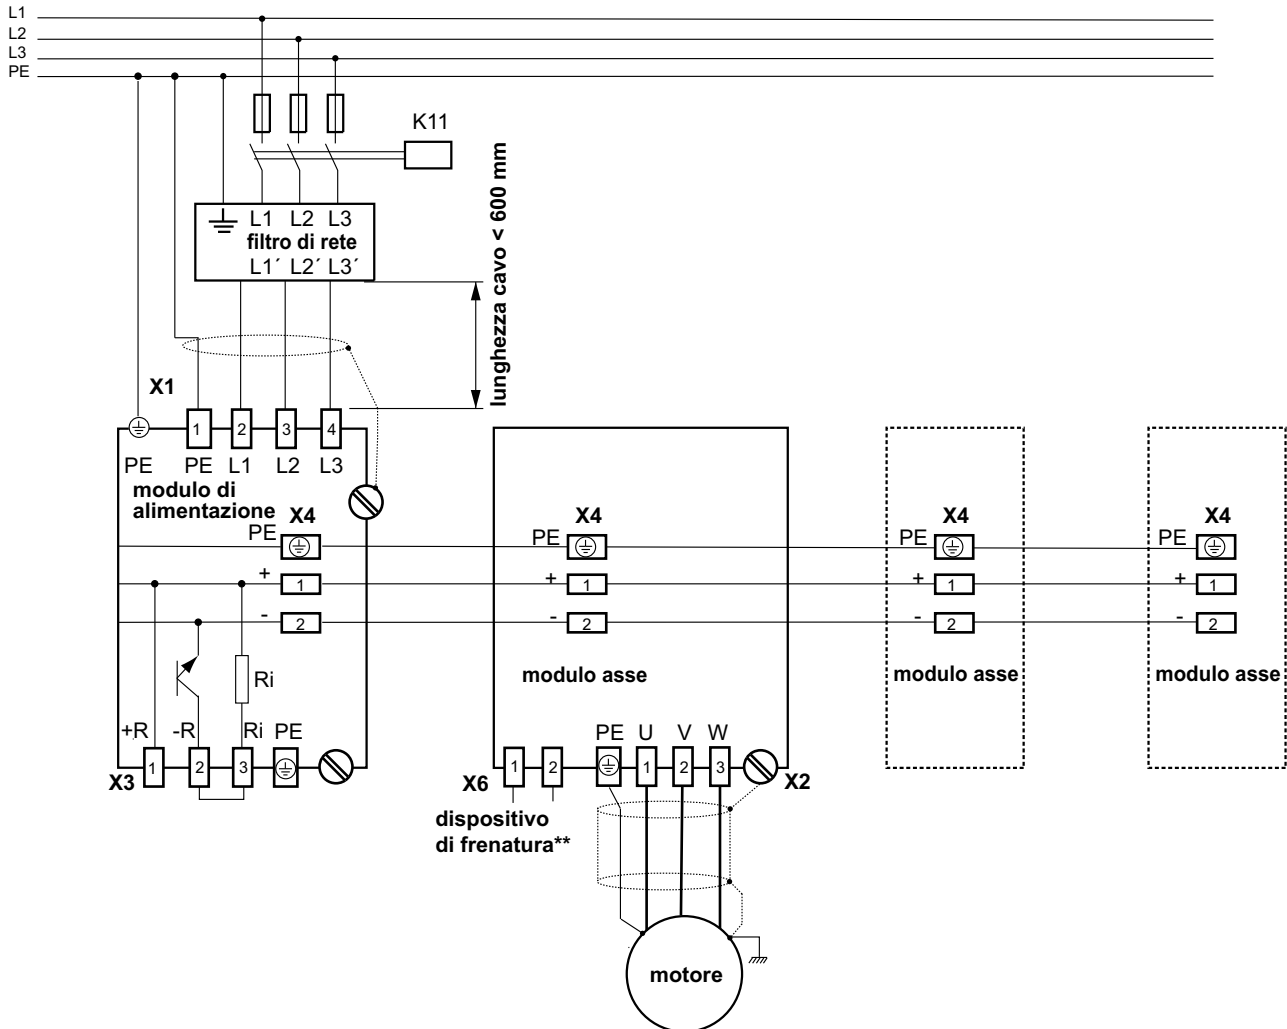 L1
L2
L3
PE
K11
L1 L2 L3
filtro di rete
L1´ L2´ L3´
lunghezza cavo < 600 mm
X1
1 2 3 4
PE PE L1 L2 L3
modulo di
alimentazione
X4 X4 X4 X4
PE PE PE PE
+ 1 + 1 + 1 + 1
- 2 - 2 - 2 - 2
Ri
modulo asse modulo asse modulo asse
+R -R Ri PE
PE U V W
X3 1 2 3
X6 1 2 1 2 3 X2
dispositivo
di frenatura**
motore